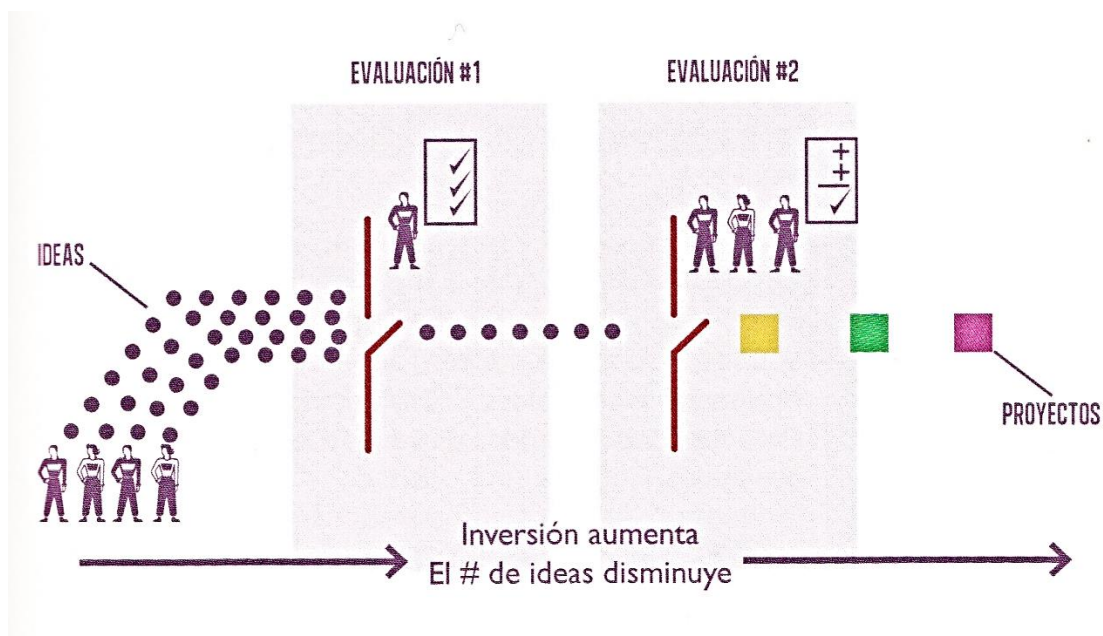 EVALUACIÓN #1
EVALUACIÓN #2
IDEAS
PROYECTOS
Inversión aumenta
El # de ideas disminuye